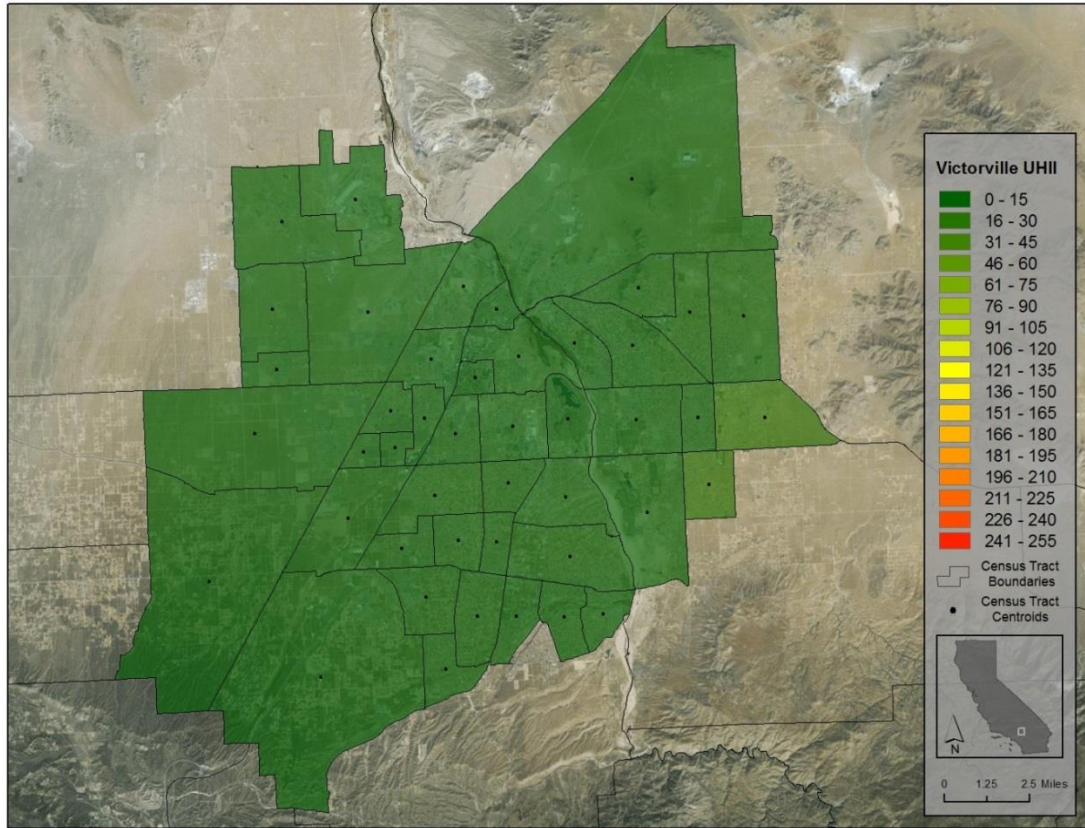 Victorville UHII
0 - 15
16 - 30
31 - 45
46 - 60
61 - 75
76 - 90
91 - 105
106 - 120
121 - 135
136 - 150
151 - 165
166 - 180
181 - 195
196 - 210
211 - 225
226 - 240
241 - 255
Census Tract
Boundaries
Census Tract
Centroids
N
0 1.25 2.5 Miles